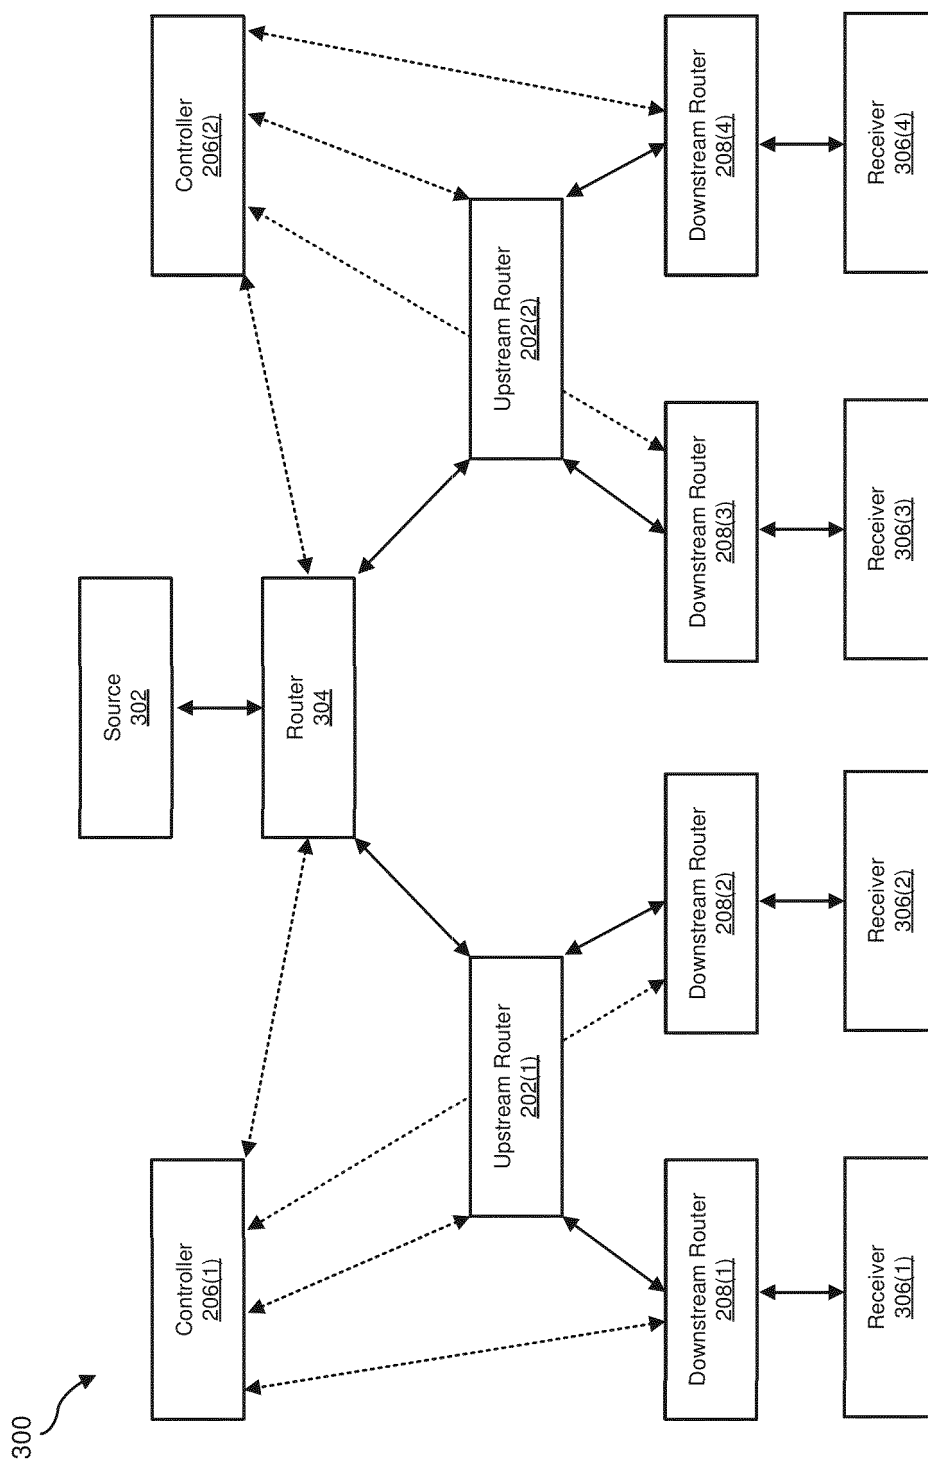 300
Source
302
Controller
206(1)
Controller
206(2)
Router
304
Upstream Router
202(1)
Upstream Router
202(2)
Downstream Router
208(1)
Downstream Router
208(2)
Downstream Router
208(3)
Downstream Router
208(4)
Receiver
306(1)
Receiver
306(2)
Receiver
306(3)
Receiver
306(4)